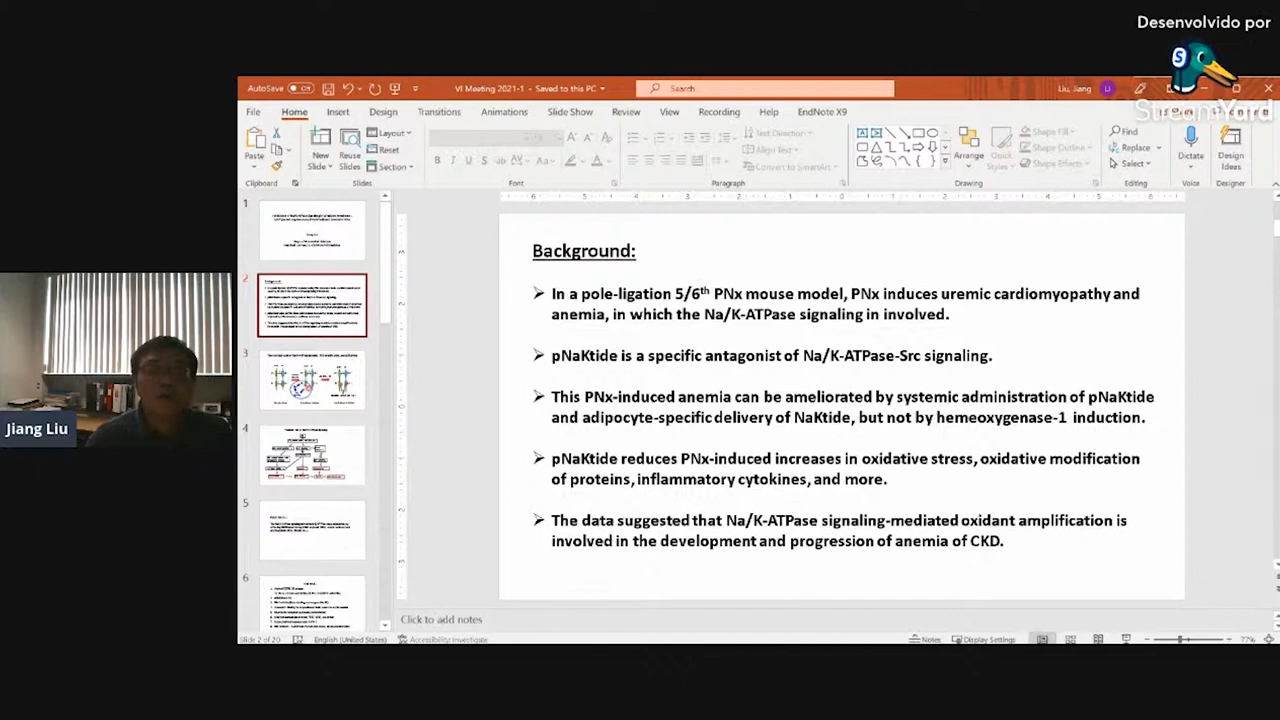 Desenvolvido por
S
StreamYard
AutoSave
Off
VI Meeting 2021-1 - Saved to this PC
Search
Liu, Jiang
File Home Insert Design Transitions Animations Slide Show Review View Recording Help EndNote X9
Paste
New
Slide
Reuse
Slides
Layout
Reset
Section
Text Direction
Align Text
Convert to SmartArt
Arrange
Quick
Styles
Shape Fill
Shape Outline
Shape Effects
Find
Replace
Select
Dictate
Design
Ideas
Clipboard Slides Font Paragraph Drawing Editing Voice Designer
1
2
3
4
5
6
Background:
In a pole-ligation 5/6th PNx mouse model, PNx induces uremic cardiomyopathy and
anemia, in which the Na/K-ATPase signaling in involved.
pNaKtide is a specific antagonist of Na/K-ATPase-Src signaling.
This PNx-induced anemia can be ameliorated by systemic administration of pNaKtide
and adipocyte-specific delivery of NaKtide, but not by hemeoxygenase-1 induction.
pNaKtide reduces PNx-induced increases in oxidative stress, oxidative modification
of proteins, inflammatory cytokines, and more.
The data suggested the Na/K-ATPase signaling-mediated oxidant amplification is
involved in the development and progression of anemia of CKD.
Jiang Liu
Click to add notes
Slide 2 of 20 English (United States) Accessibility: Investigate Notes Display Settings 77%